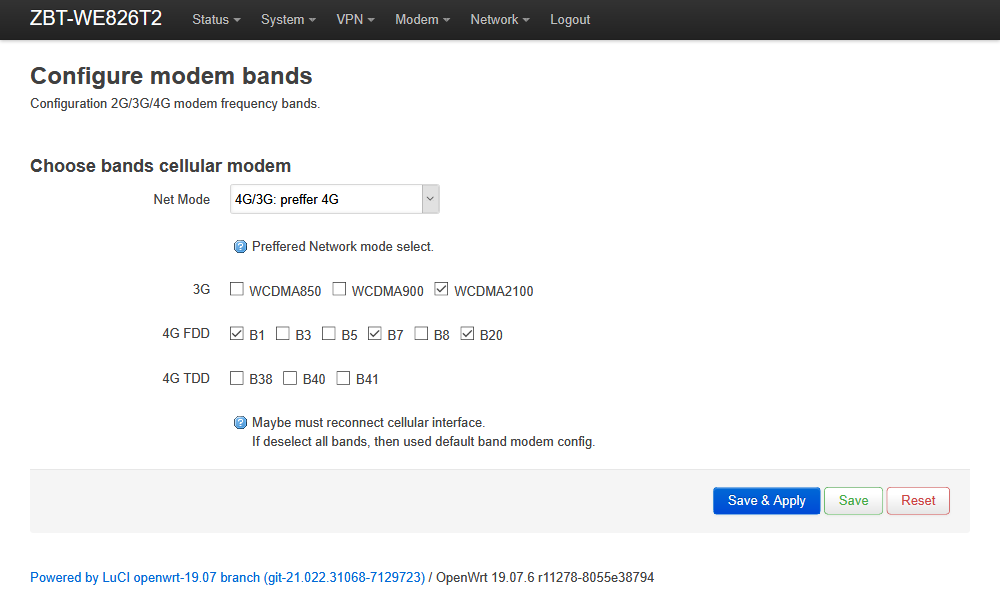 ZBT-WE826T2 Status System VPN Modem Network Logout
Configure modem bands
Configuration 2G/3G/4G modem frequency bands.
Choose bands cellular modem
Net Mode 4G/3G: preffer 4G
Preffered Network mode select.
3G WCDMA850 WCDMA900 WCDMA2100
4G FDD B1 B3 B5 B7 B8 B20
4G TDD B38 B40 B41
Maybe must reconnect cellular interface.
If deselect all bands, then used default band modem config.
Save & Apply Save Reset
Powered by LuCI openwrt-19.07 branch (git-21.022.31068-7129723) / OpenWrt 19.07.6 r11278-8055e38794